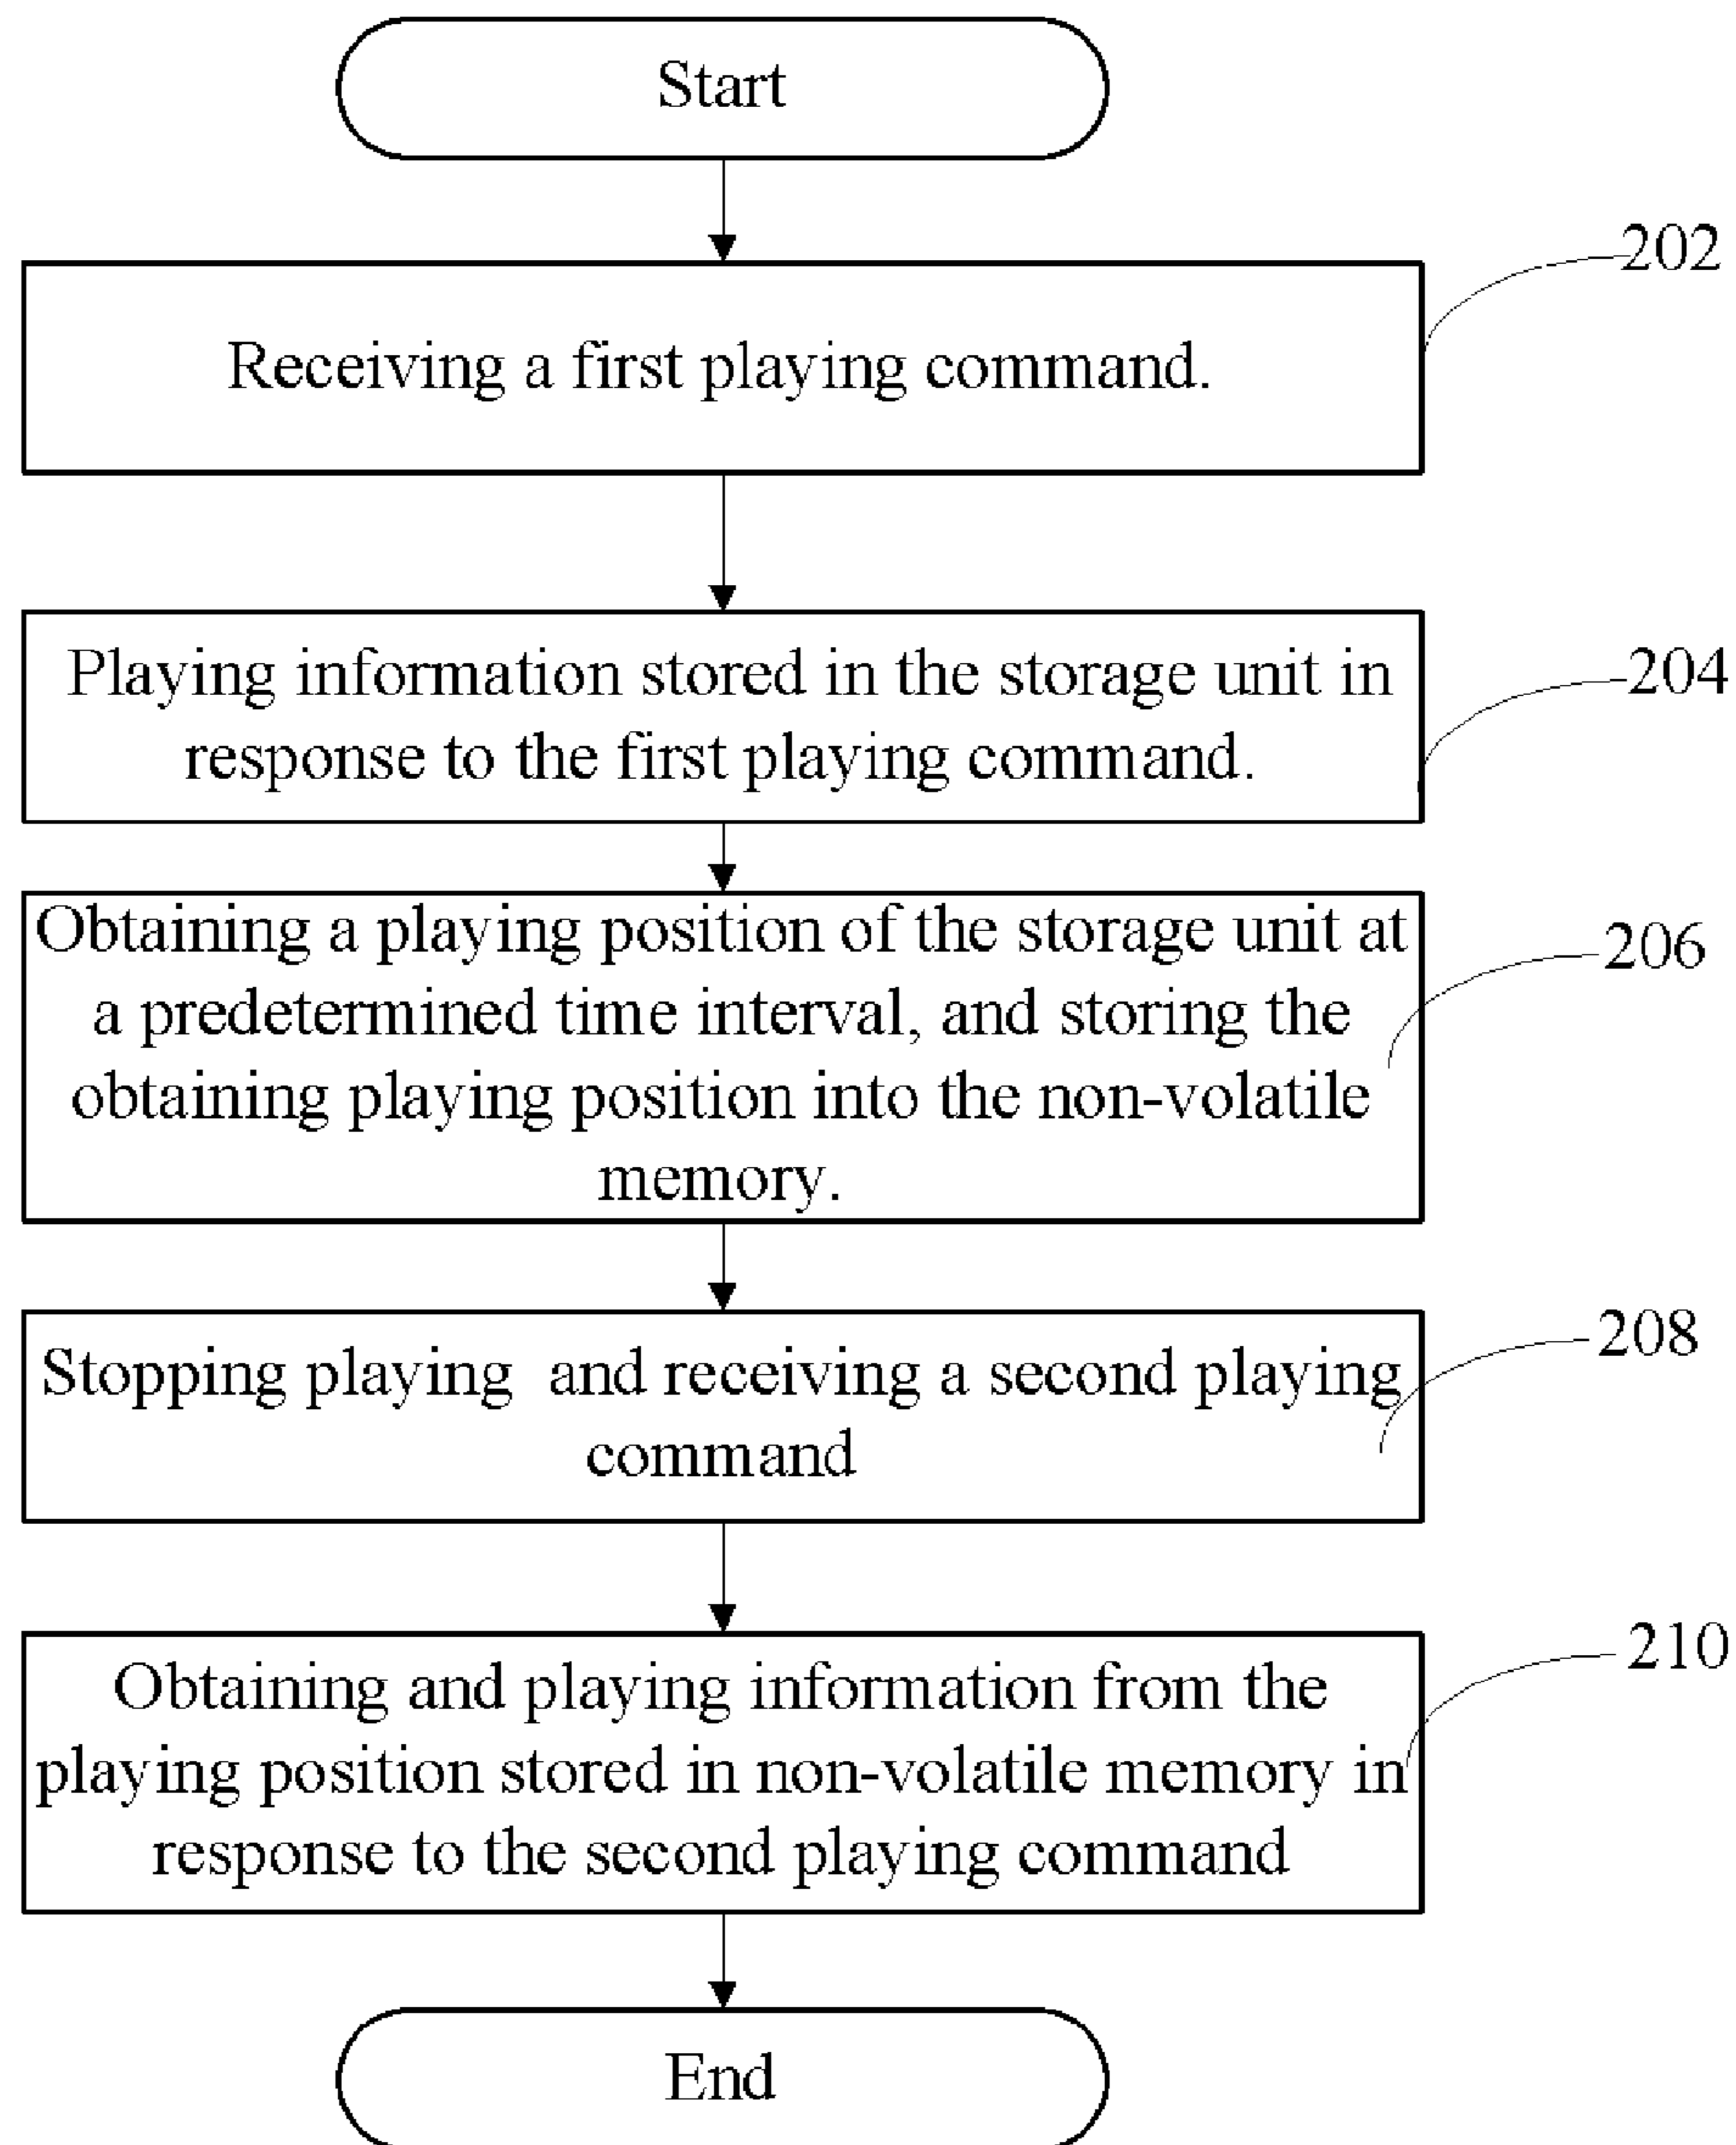 Start
202
Receiving a first playing command.
Playing information stored in the storage unit in
204
response to the first playing command.
Obtaining a playing position of the storage unit at
206
a predetermined time interval, and storing the
obtaining playing position into the non-volatile
memory.
208
Stopping playing and receiving a second playing
command
210
Obtaining and playing information from the
playing position stored in non-volatile memory in
response to the second playing command
End